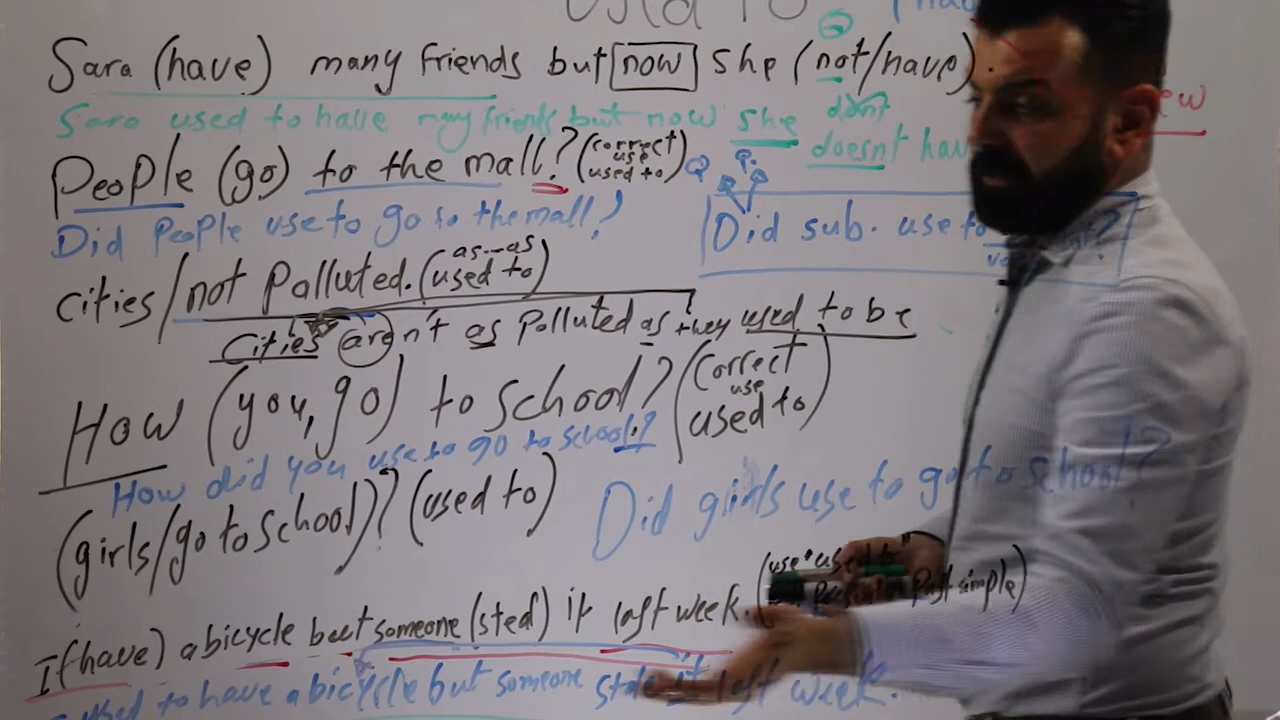 used to.
Sara (have) many friends but now she (not/have).
Sara used to have many friends but now she doesn't have
People (go) to the mall? (correct use used to)
Did People use to go to the mall?
Did sub. use to
cities/not Palluted. (as--as used to)
Cities aren't as Polluted as they used to be
How (you, go) to school? (correct use used to)
How did you use to go to school?
(girls/go to school)? (used to)
Did girls use to go to school?
(use "used to" Past simple)
I (have) a bicycle but someone (steal) it last week.
used to have a bicycle but someone stole it last week.